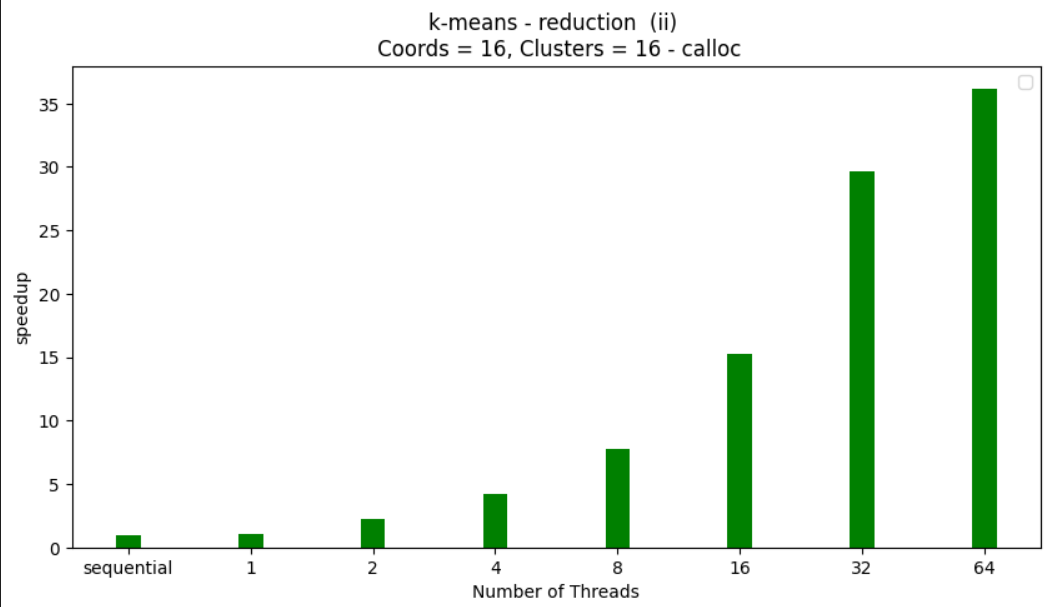 k-means - reduction  (ii)
Coords = 16, Clusters = 16 - calloc
speedup
35
30
25
20
15
10
5
0
sequential 1 2 4 8 16 32 64
Number of Threads